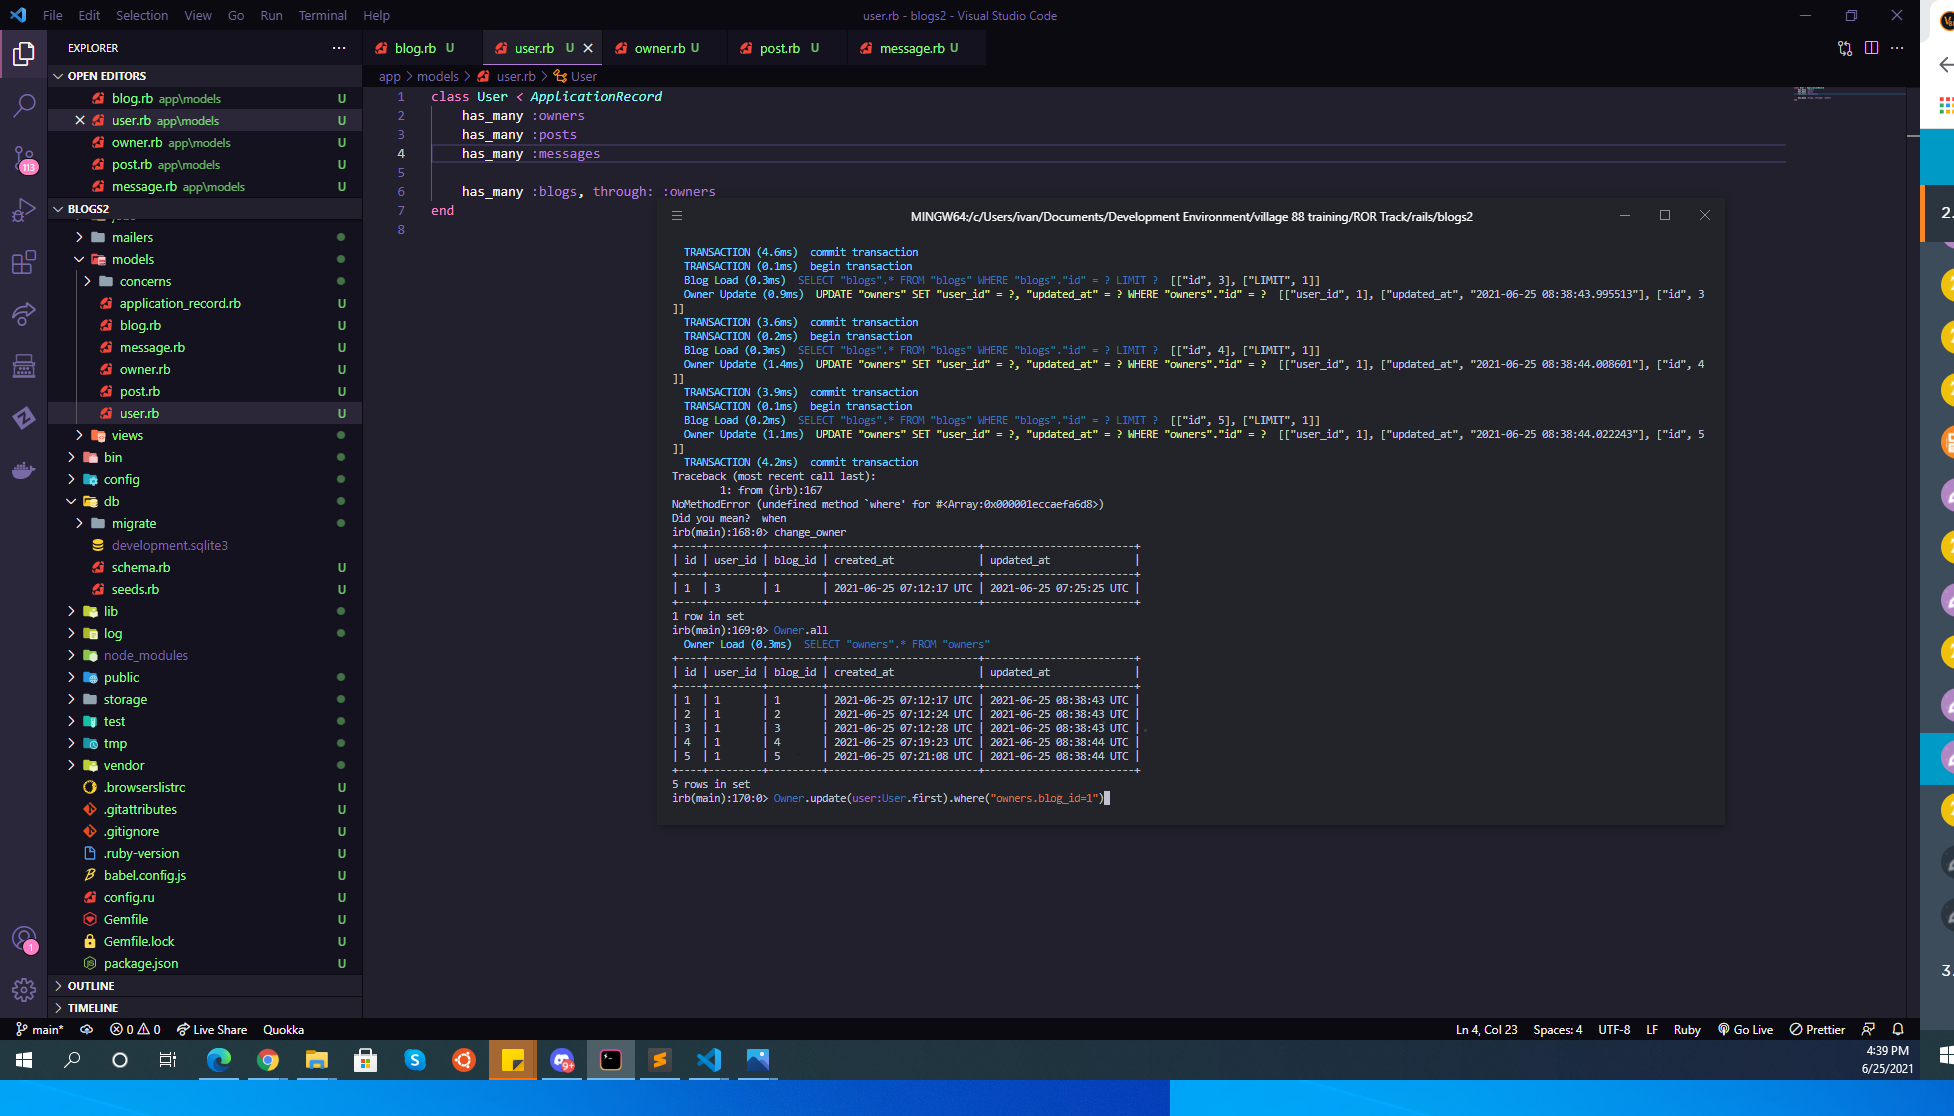 File Edit Selection View Go Run Terminal Help
user.rb - blogs2 - Visual Studio Code
EXPLORER
OPEN EDITORS
blog.rb app\models U
user.rb app\models U
owner.rb app\models U
post.rb app\models U
message.rb app\models U
BLOGS2
mailers
models
concerns
application_record.rb U
blog.rb U
message.rb U
owner.rb U
post.rb U
user.rb U
views
bin
config
db
migrate
development.sqlite3
schema.rb U
seeds.rb U
lib
log
node_modules
public
storage
test
tmp
vendor
.browserslistrc U
.gitattributes U
.gitignore U
.ruby-version U
babel.config.js U
config.ru U
Gemfile U
Gemfile.lock U
package.json U
OUTLINE
TIMELINE
113
1
blog.rb U user.rb U owner.rb U post.rb U message.rb U
app > models > user.rb > User
1 class User < ApplicationRecord
2 has_many :owners
3 has_many :posts
4 has_many :messages
5
6 has_many :blogs, through: :owners
7 end
8
MINGW64:/c/Users/ivan/Documents/Development Environment/village 88 training/ROR Track/rails/blogs2
TRANSACTION (4.6ms) commit transaction
TRANSACTION (0.1ms) begin transaction
Blog Load (0.3ms) SELECT "blogs".* FROM "blogs" WHERE "blogs"."id" = ? LIMIT ? [["id", 3], ["LIMIT", 1]]
Owner Update (0.9ms) UPDATE "owners" SET "user_id" = ?, "updated_at" = ? WHERE "owners"."id" = ? [["user_id", 1], ["updated_at", "2021-06-25 08:38:43.995513"], ["id", 3
]]
TRANSACTION (3.6ms) commit transaction
TRANSACTION (0.2ms) begin transaction
Blog Load (0.3ms) SELECT "blogs".* FROM "blogs" WHERE "blogs"."id" = ? LIMIT ? [["id", 4], ["LIMIT", 1]]
Owner Update (1.4ms) UPDATE "owners" SET "user_id" = ?, "updated_at" = ? WHERE "owners"."id" = ? [["user_id", 1], ["updated_at", "2021-06-25 08:38:44.008601"], ["id", 4
]]
TRANSACTION (3.9ms) commit transaction
TRANSACTION (0.1ms) begin transaction
Blog Load (0.2ms) SELECT "blogs".* FROM "blogs" WHERE "blogs"."id" = ? LIMIT ? [["id", 5], ["LIMIT", 1]]
Owner Update (1.1ms) UPDATE "owners" SET "user_id" = ?, "updated_at" = ? WHERE "owners"."id" = ? [["user_id", 1], ["updated_at", "2021-06-25 08:38:44.022243"], ["id", 5
]]
TRANSACTION (4.2ms) commit transaction
Traceback (most recent call last):
1: from (irb):167
NoMethodError (undefined method `where' for #<Array:0x000001eccaefa6d8>)
Did you mean? when
irb(main):168:0> change_owner
+----+---------+---------+-------------------------+-------------------------+
| id | user_id | blog_id | created_at | updated_at |
+----+---------+---------+-------------------------+-------------------------+
| 1 | 3 | 1 | 2021-06-25 07:12:17 UTC | 2021-06-25 07:25:25 UTC |
+----+---------+---------+-------------------------+-------------------------+
1 row in set
irb(main):169:0> Owner.all
Owner Load (0.3ms) SELECT "owners".* FROM "owners"
+----+---------+---------+-------------------------+-------------------------+
| id | user_id | blog_id | created_at | updated_at |
+----+---------+---------+-------------------------+-------------------------+
| 1 | 1 | 1 | 2021-06-25 07:12:17 UTC | 2021-06-25 08:38:43 UTC |
| 2 | 1 | 2 | 2021-06-25 07:12:24 UTC | 2021-06-25 08:38:43 UTC |
| 3 | 1 | 3 | 2021-06-25 07:12:28 UTC | 2021-06-25 08:38:43 UTC |
| 4 | 1 | 4 | 2021-06-25 07:19:23 UTC | 2021-06-25 08:38:44 UTC |
| 5 | 1 | 5 | 2021-06-25 07:21:08 UTC | 2021-06-25 08:38:44 UTC |
+----+---------+---------+-------------------------+-------------------------+
5 rows in set
irb(main):170:0> Owner.update(user:User.first).where("owners.blog_id=1")
2.
3.
main* 0 0 Live Share Quokka
Ln 4, Col 23 Spaces: 4 UTF-8 LF Ruby Go Live Prettier
9+
4:39 PM
6/25/2021